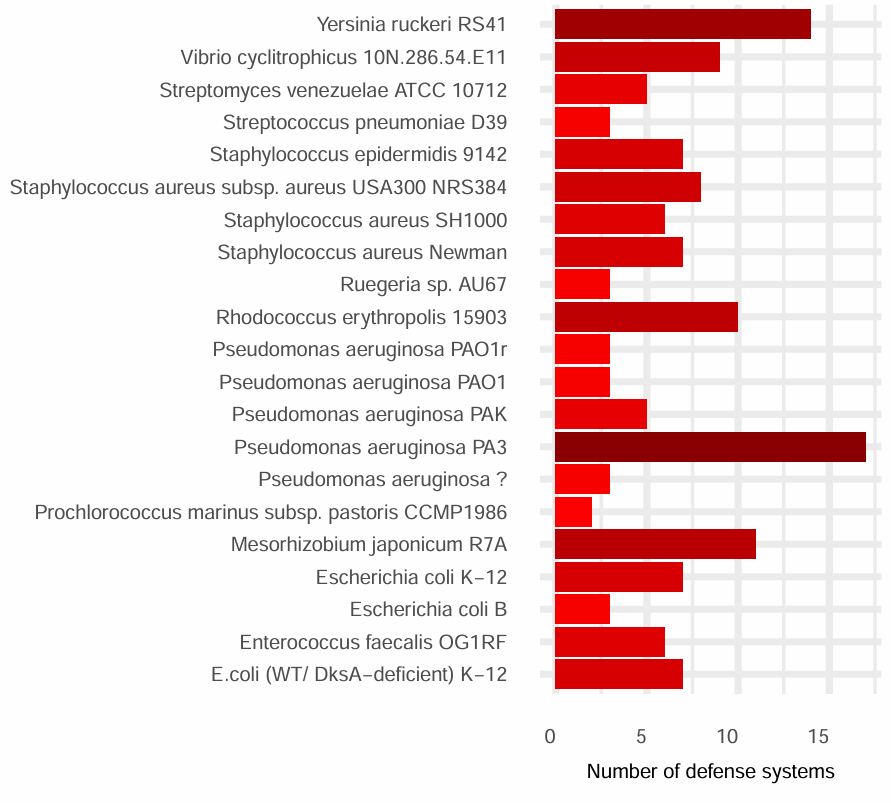 Yersinia ruckeri RS41
Vibrio cyclitrophicus 10N.286.54.E11
Streptomyces venezuelae ATCC 10712
Streptococcus pneumoniae D39
Staphylococcus epidermidis 9142
Staphylococcus aureus subsp. aureus USA300 NRS384
Staphylococcus aureus SH1000
Staphylococcus aureus Newman
Ruegeria sp. AU67
Rhodococcus erythropolis 15903
Pseudomonas aeruginosa PAO1r
Pseudomonas aeruginosa PAO1
Pseudomonas aeruginosa PAK
Pseudomonas aeruginosa PA3
Pseudomonas aeruginosa ?
Prochlorococcus marinus subsp. pastoris CCMP1986
Mesorhizobium japonicum R7A
Escherichia coli K−12
Escherichia coli B
Enterococcus faecalis OG1RF
E.coli (WT/ DksA−deficient) K−12
0 5 10 15
Number of defense systems